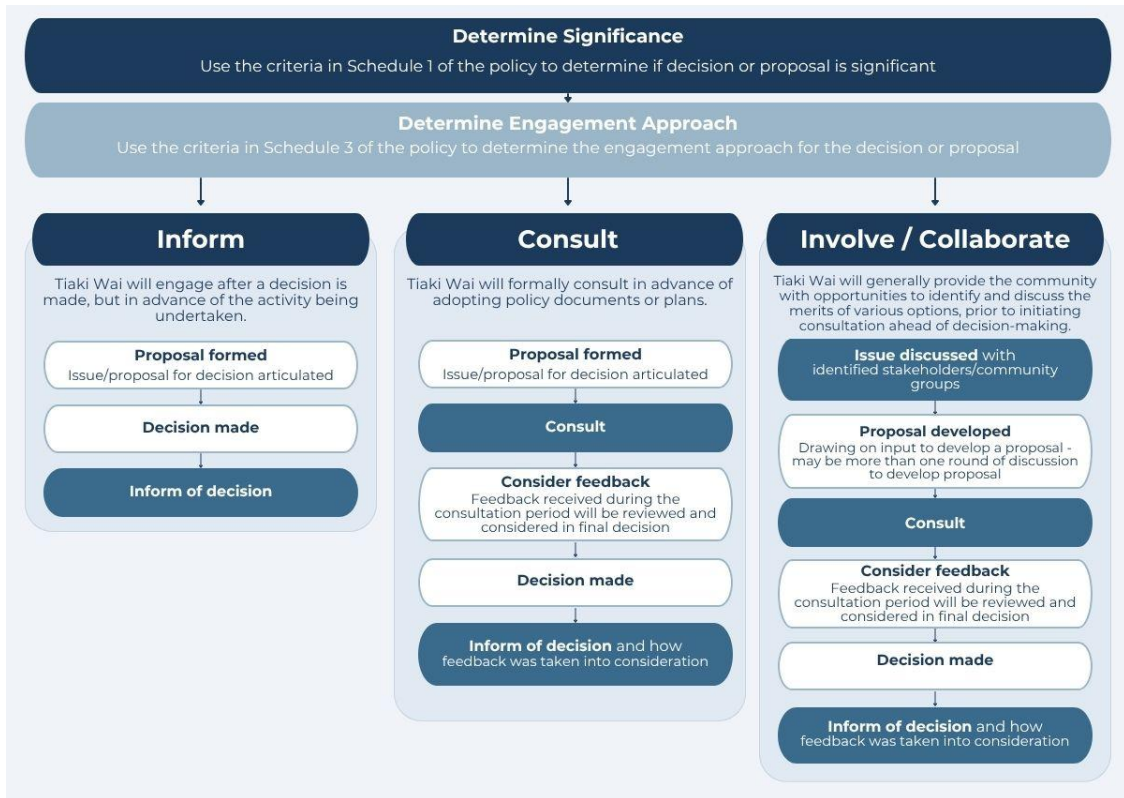 Determine Significance
Use the criteria in Schedule 1 of the policy to determine if decision or proposal is significant
Determine Engagement Approach
Use the criteria in Schedule 3 of the policy to determine the engagement approach for the decision or proposal
Inform
Tiaki Wai will engage after a decision is
made, but in advance of the activity being
undertaken.
Proposal formed
Issue/proposal for decision articulated
Decision made
Inform of decision
Consult
Tiaki Wai will formally consult in advance of
adopting policy documents or plans.
Proposal formed
Issue/proposal for decision articulated
Consult
Consider feedback
Feedback received during the
consultation period will be reviewed and
considered in final decision
Decision made
Inform of decision and how
feedback was taken into consideration
Involve / Collaborate
Tiaki Wai will generally provide the community
with opportunities to identify and discuss the
merits of various options, prior to initiating
consultation ahead of decision-making.
Issue discussed with
identified stakeholders/community
groups
Proposal developed
Drawing on input to develop a proposal -
may be more than one round of discussion
to develop proposal
Consult
Consider feedback
Feedback received during the
consultation period will be reviewed and
considered in final decision
Decision made
Inform of decision and how
feedback was taken into consideration